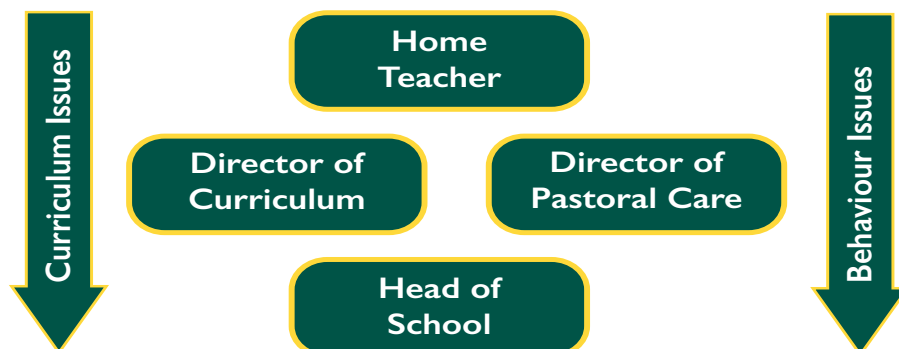 Home
Teacher
Curriculum Issues
Behaviour Issues
Director of
Curriculum
Director of
Pastoral Care
Head of
School